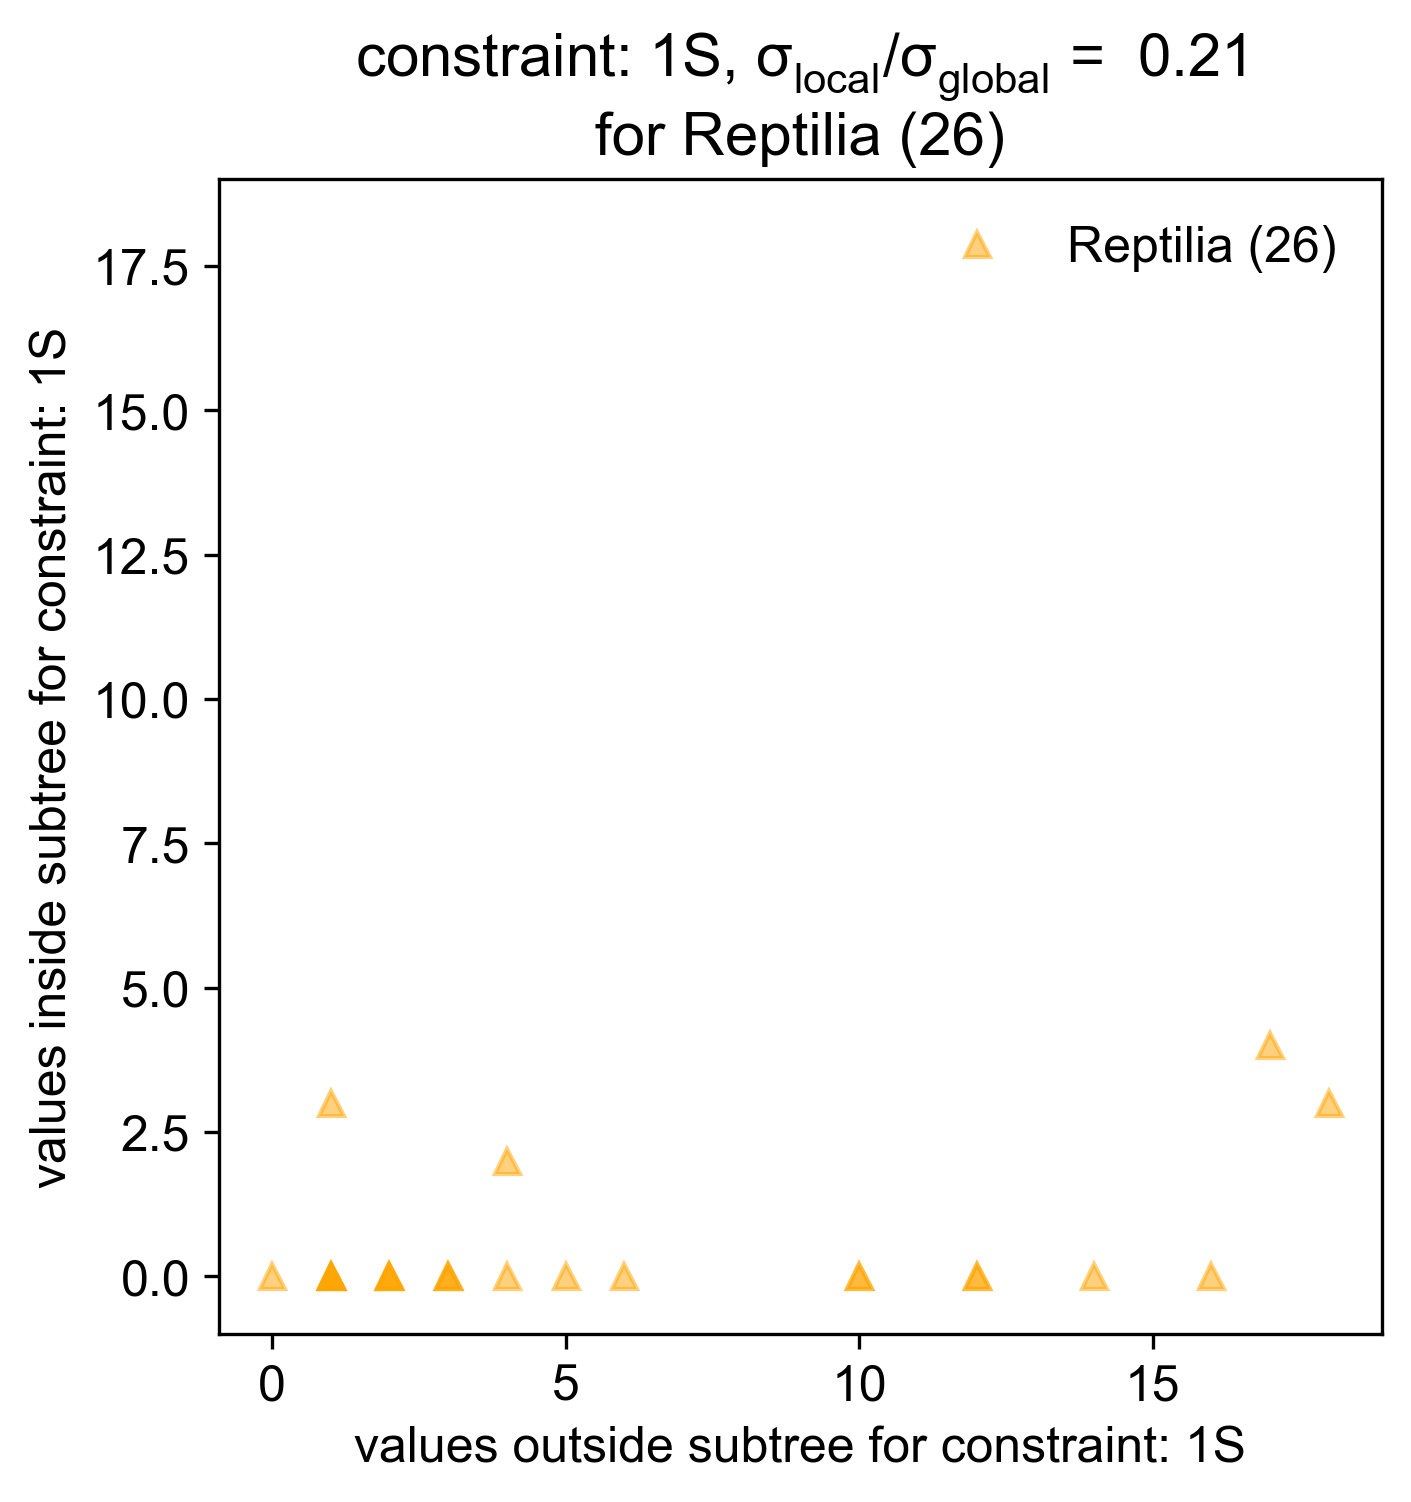 constraint: 1S, σlocal/σglobal = 0.21
for Reptilia (26)
Reptilia (26)
17.5
15.0
12.5
10.0
7.5
5.0
2.5
0.0
values inside subtree for constraint: 1S
0 5 10 15
values outside subtree for constraint: 1S